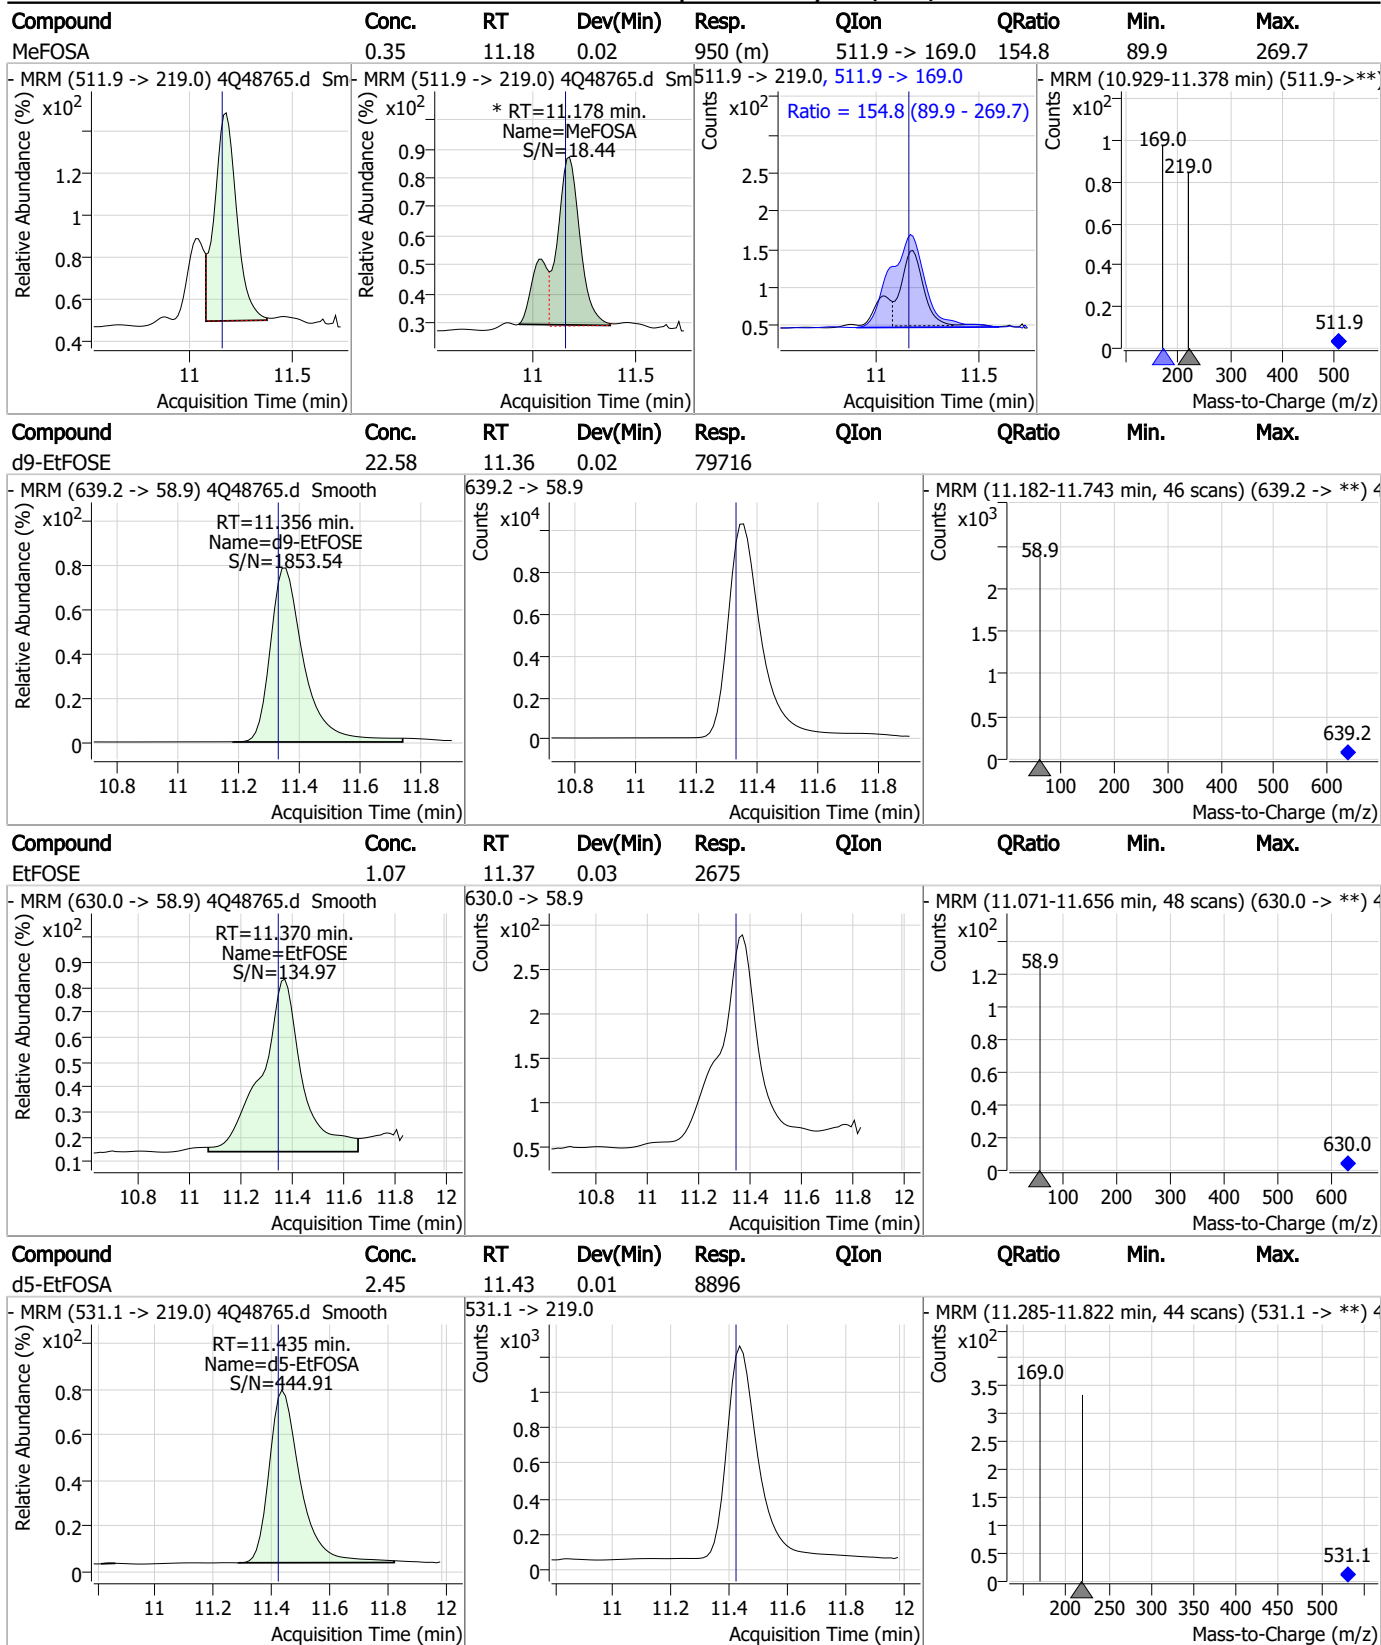 Compound Conc. RT Dev(Min) Resp. QIon QRatio Min. Max.
MeFOSA 0.35 11.18 0.02 950 (m) 511.9 -> 169.0 154.8 89.9 269.7
- MRM (511.9 -> 219.0) 4Q48765.d Sm
Relative Abundance (%)
x10²
1.2
1
0.8
0.6
0.4
11 11.5
Acquisition Time (min)
- MRM (511.9 -> 219.0) 4Q48765.d Sm
Relative Abundance (%)
x10²
* RT=11.178 min.
Name=MeFOSA
S/N=18.44
0.9
0.8
0.7
0.6
0.5
0.4
0.3
11 11.5
Acquisition Time (min)
511.9 -> 219.0, 511.9 -> 169.0
Counts
x10²
Ratio = 154.8 (89.9 - 269.7)
2.5
2
1.5
1
0.5
11 11.5
Acquisition Time (min)
- MRM (10.929-11.378 min) (511.9->**)
Counts
x10²
169.0
219.0
511.9
1
0.8
0.6
0.4
0.2
0
200 300 400 500
Mass-to-Charge (m/z)
Compound Conc. RT Dev(Min) Resp. QIon QRatio Min. Max.
d9-EtFOSE 22.58 11.36 0.02 79716
- MRM (639.2 -> 58.9) 4Q48765.d Smooth
Relative Abundance (%)
x10²
RT=11.356 min.
Name=d9-EtFOSE
S/N=1853.54
0.8
0.6
0.4
0.2
0
10.8 11 11.2 11.4 11.6 11.8
Acquisition Time (min)
639.2 -> 58.9
Counts
x10⁴
0.8
0.6
0.4
0.2
0
10.8 11 11.2 11.4 11.6 11.8
Acquisition Time (min)
- MRM (11.182-11.743 min, 46 scans) (639.2 -> **) 4
Counts
x10³
58.9
639.2
2
1.5
1
0.5
0
100 200 300 400 500 600
Mass-to-Charge (m/z)
Compound Conc. RT Dev(Min) Resp. QIon QRatio Min. Max.
EtFOSE 1.07 11.37 0.03 2675
- MRM (630.0 -> 58.9) 4Q48765.d Smooth
Relative Abundance (%)
x10²
RT=11.370 min.
Name=EtFOSE
S/N=134.97
0.9
0.8
0.7
0.6
0.5
0.4
0.3
0.2
0.1
10.8 11 11.2 11.4 11.6 11.8 12
Acquisition Time (min)
630.0 -> 58.9
Counts
x10²
2.5
2
1.5
1
0.5
10.8 11 11.2 11.4 11.6 11.8 12
Acquisition Time (min)
- MRM (11.071-11.656 min, 48 scans) (630.0 -> **) 4
Counts
x10²
58.9
630.0
1.2
1
0.8
0.6
0.4
0.2
0
100 200 300 400 500 600
Mass-to-Charge (m/z)
Compound Conc. RT Dev(Min) Resp. QIon QRatio Min. Max.
d5-EtFOSA 2.45 11.43 0.01 8896
- MRM (531.1 -> 219.0) 4Q48765.d Smooth
Relative Abundance (%)
x10²
RT=11.435 min.
Name=d5-EtFOSA
S/N=444.91
0.8
0.6
0.4
0.2
0
11 11.2 11.4 11.6 11.8 12
Acquisition Time (min)
531.1 -> 219.0
Counts
x10³
1
0.8
0.6
0.4
0.2
0
11 11.2 11.4 11.6 11.8 12
Acquisition Time (min)
- MRM (11.285-11.822 min, 44 scans) (531.1 -> **) 4
Counts
x10²
169.0
531.1
3.5
3
2.5
2
1.5
1
0.5
0
200 250 300 350 400 450 500
Mass-to-Charge (m/z)